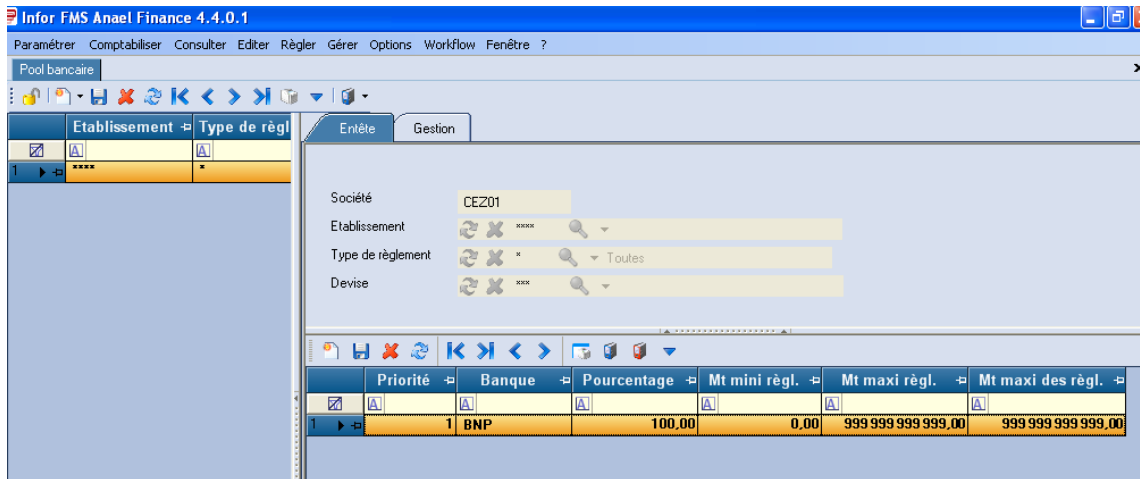 Infor FMS Anael Finance 4.4.0.1
Paramétrer Comptabiliser Consulter Editer Règler Gérer Options Workflow Fenêtre ?
Pool bancaire
Etablissement Type de règl
1 **** *
Entête Gestion
Société CEZ01
Etablissement ****
Type de règlement * Toutes
Devise ***
Priorité Banque Pourcentage Mt mini règl. Mt maxi règl. Mt maxi des règl.
1 1 BNP 100,00 0,00 999 999 999 999,00 999 999 999 999,00